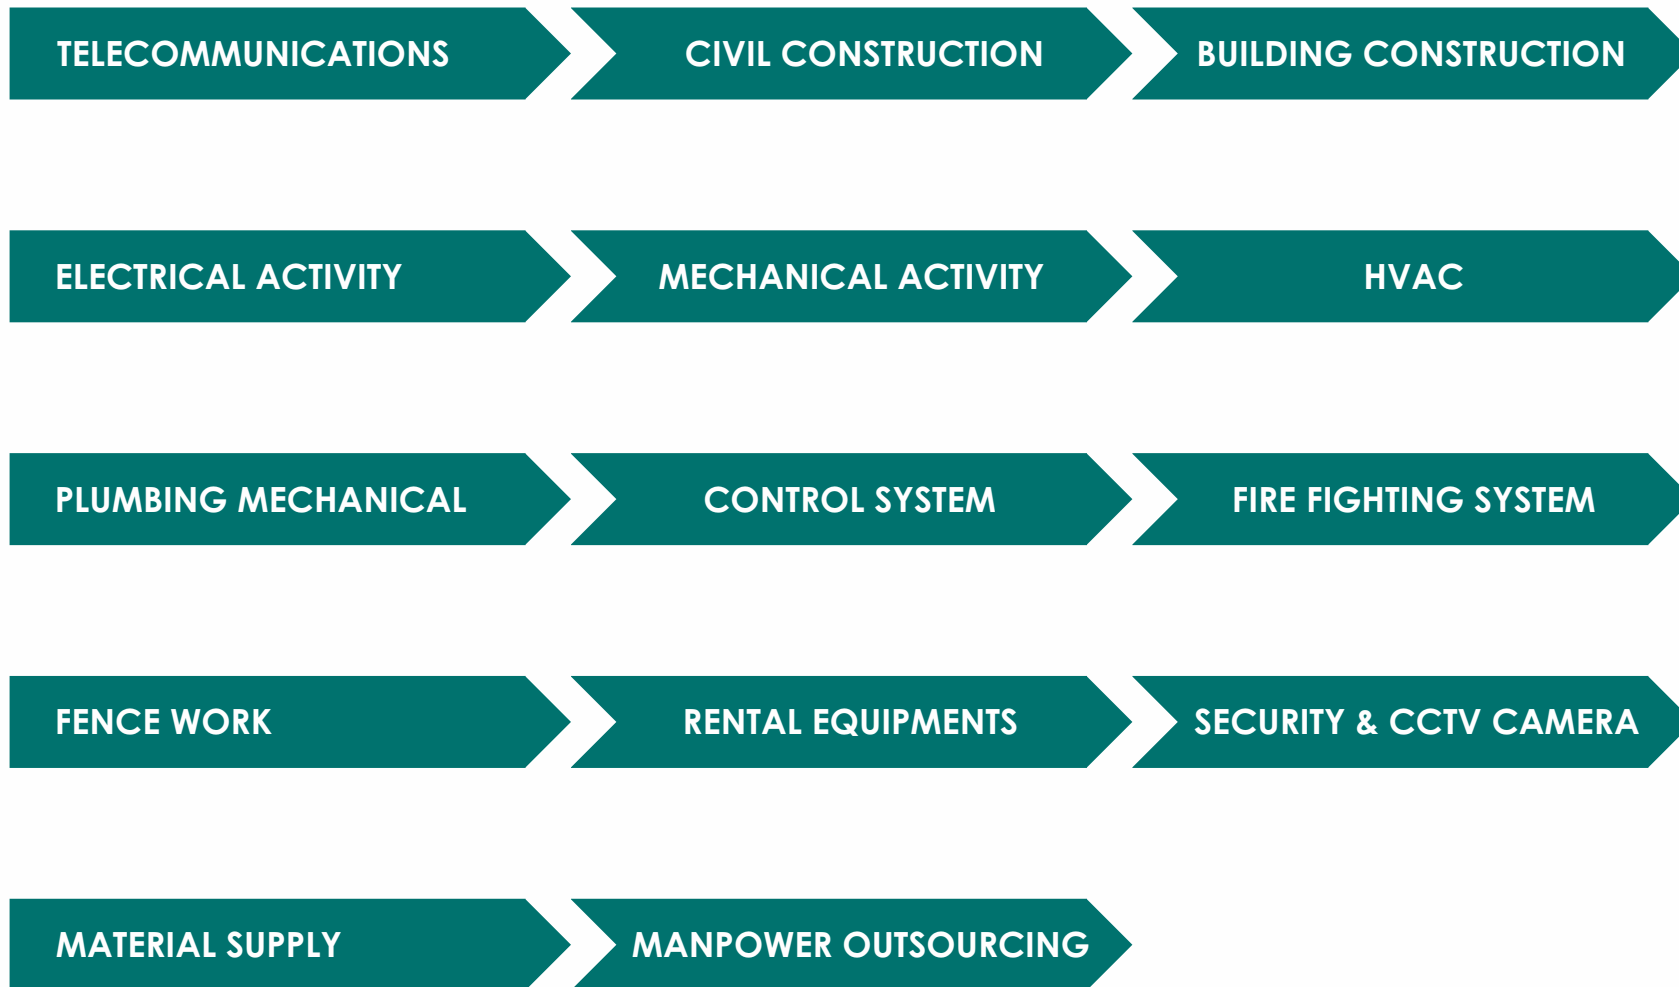 TELECOMMUNICATIONS
CIVIL CONSTRUCTION
BUILDING CONSTRUCTION
ELECTRICAL ACTIVITY
MECHANICAL ACTIVITY
HVAC
PLUMBING MECHANICAL
CONTROL SYSTEM
FIRE FIGHTING SYSTEM
FENCE WORK
RENTAL EQUIPMENTS
SECURITY & CCTV CAMERA
MATERIAL SUPPLY
MANPOWER OUTSOURCING